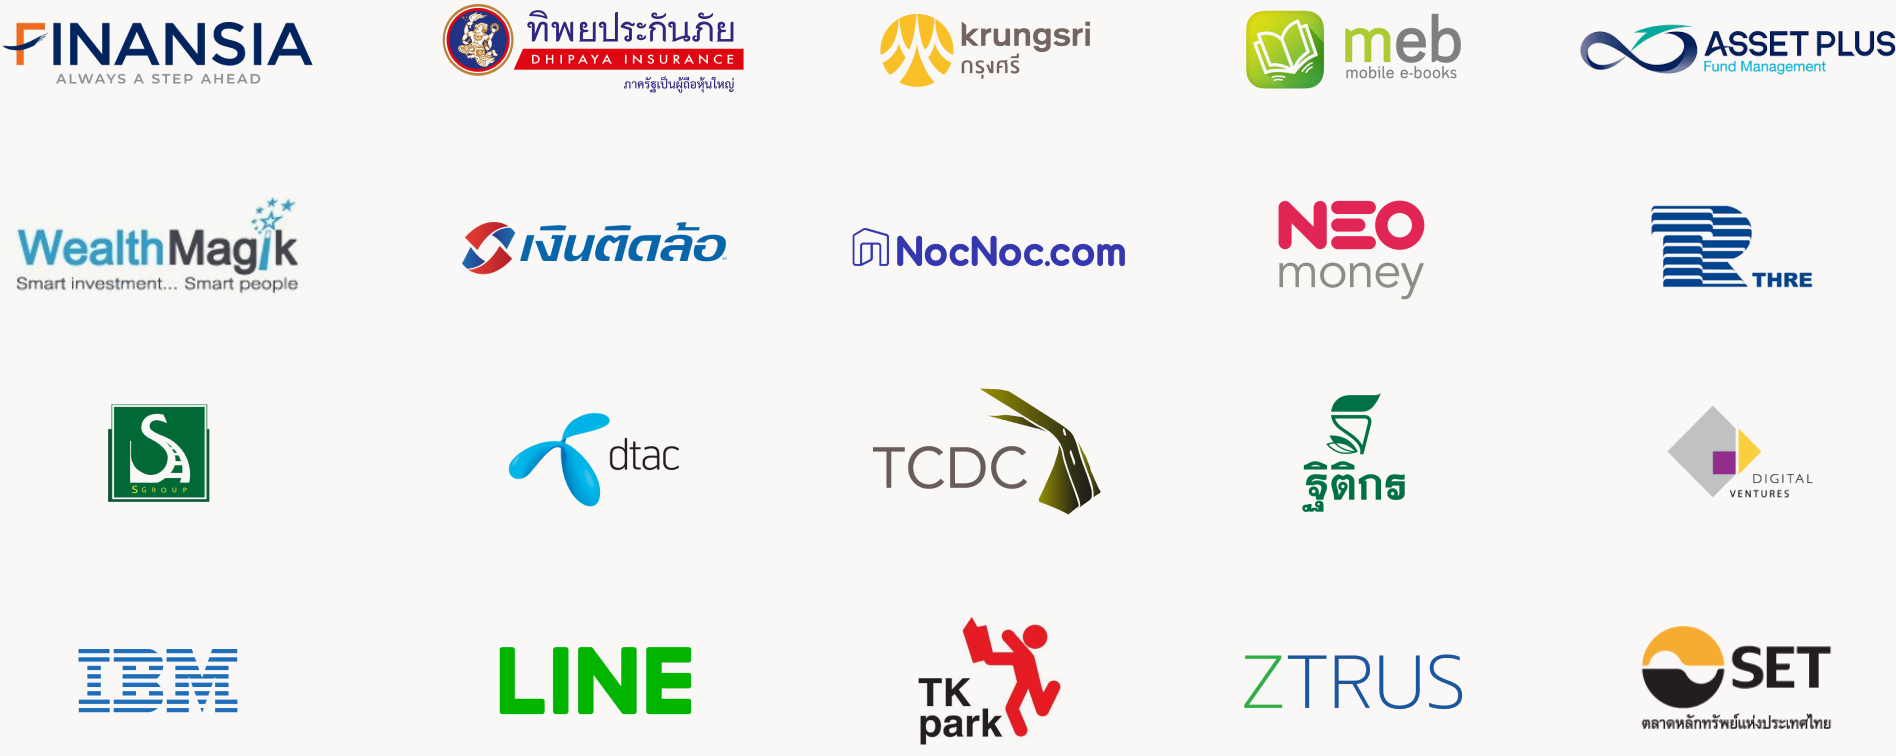 FINANSIA
ALWAYS A STEP AHEAD
ทิพยประกันภัย
DHIPAYA INSURANCE
ภาครัฐเป็นผู้ถือหุ้นใหญ่
krungsri
กรุงศรี
meb
mobile e-books
ASSET PLUS
Fund Management
WealthMagik
Smart investment... Smart people
เงินติดล้อ
NocNoc.com
NEO
money
THRE
S GROUP
dtac
TCDC
ฐิติกร
DIGITAL
VENTURES
IBM
LINE
TK
park
ZTRUS
SET
ตลาดหลักทรัพย์แห่งประเทศไทย